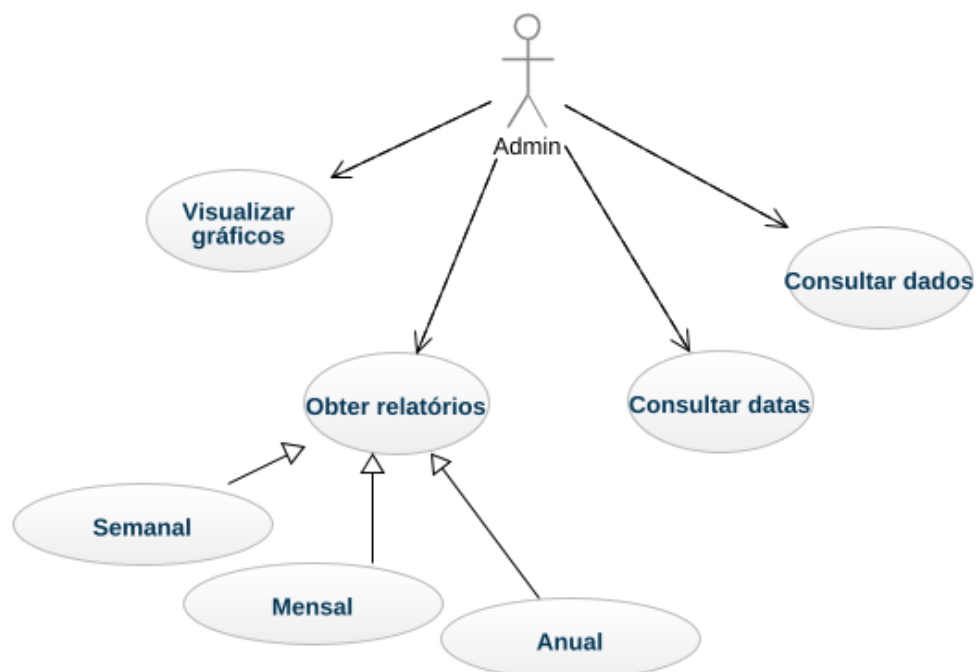 Admin
Visualizar
gráficos
Consultar dados
Obter relatórios
Consultar datas
Semanal
Mensal
Anual